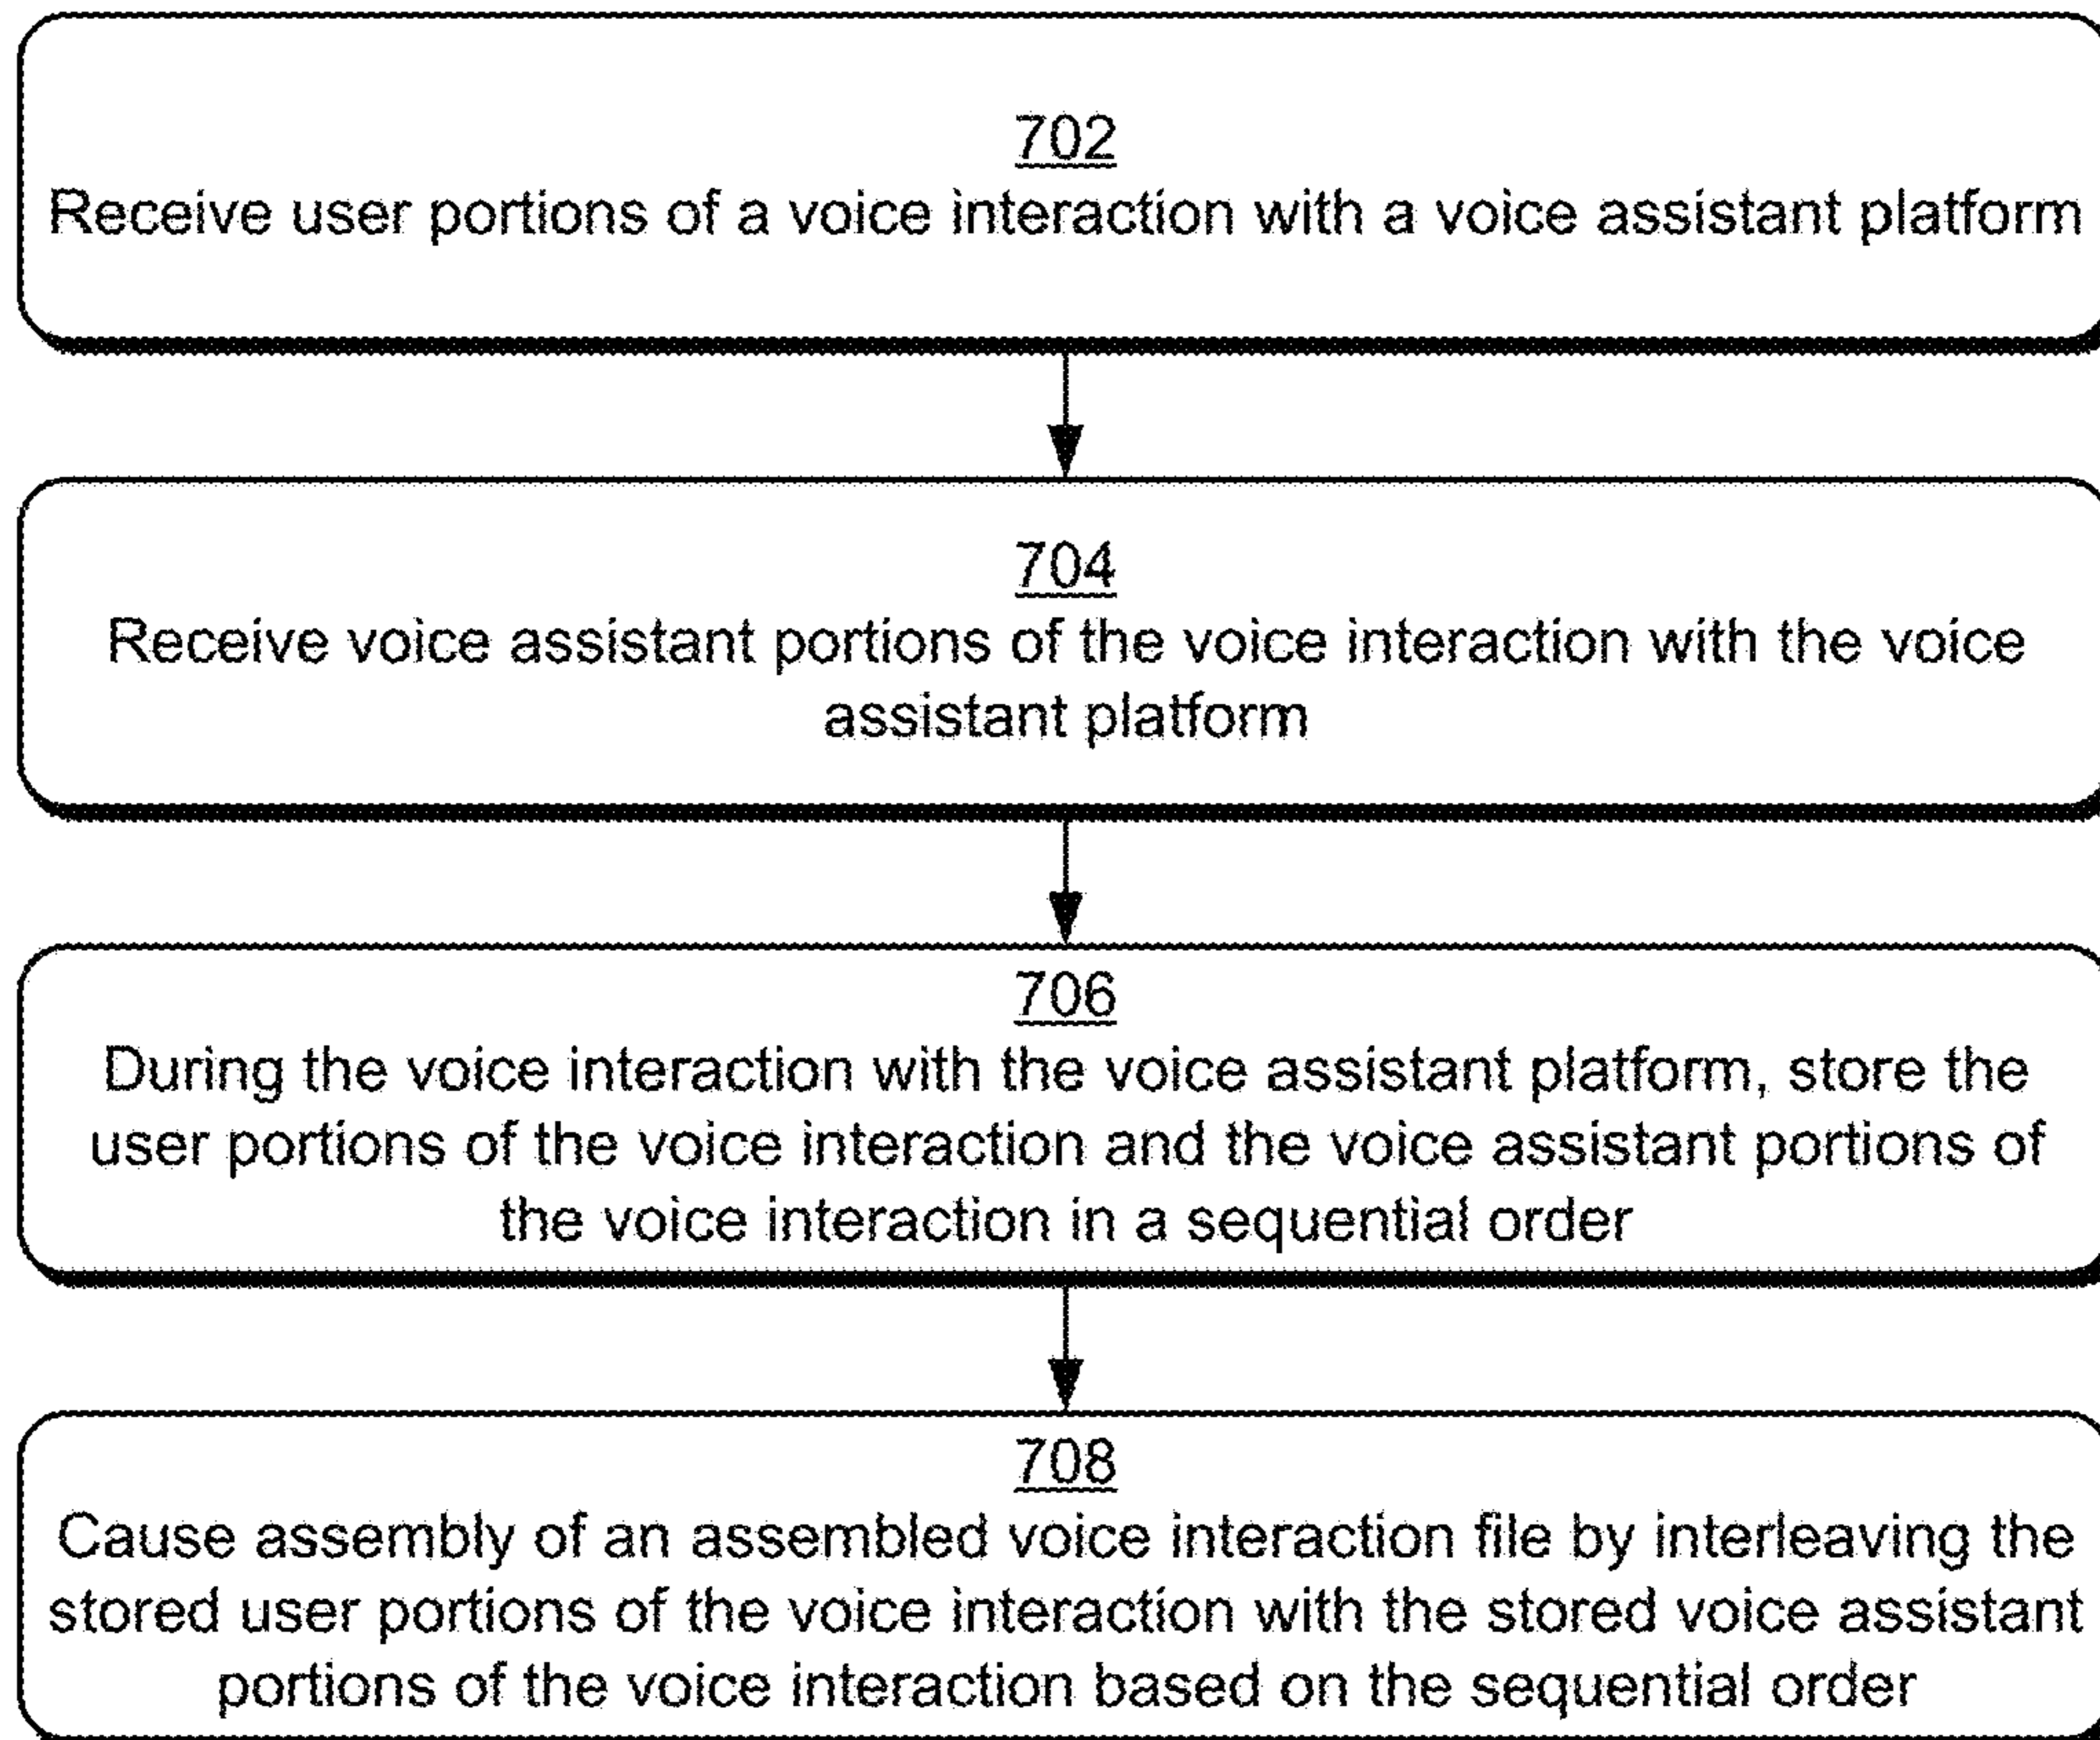 702
Receive user portions of a voice interaction with a voice assistant platform
704
Receive voice assistant portions of the voice interaction with the voice
assistant platform
706
During the voice interaction with the voice assistant platform, store the
user portions of the voice interaction and the voice assistant portions of
the voice interaction in a sequential order
708
Cause assembly of an assembled voice interaction file by interleaving the
stored user portions of the voice interaction with the stored voice assistant
portions of the voice interaction based on the sequential order